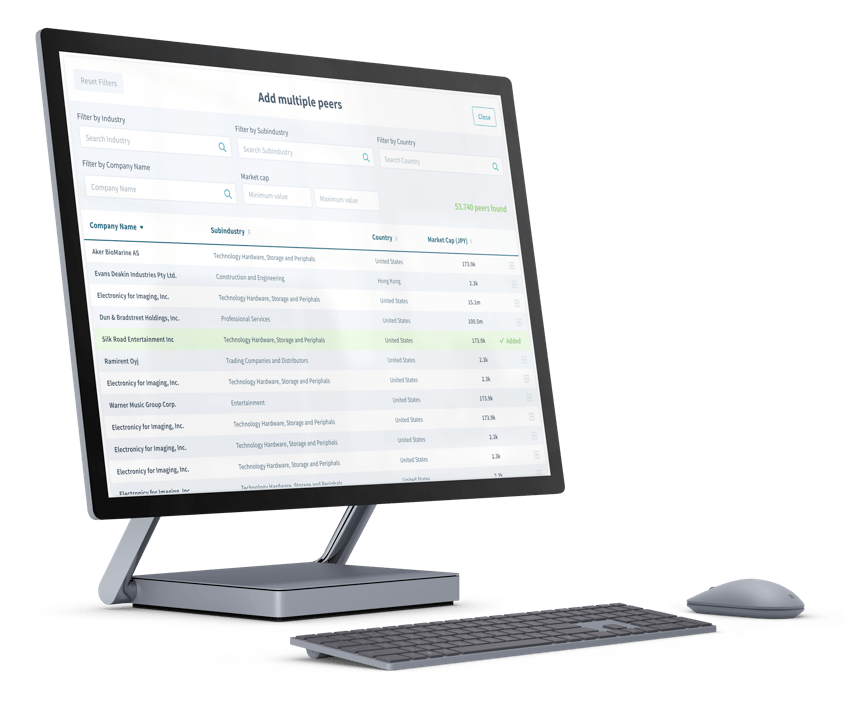 Reset Filters
Add multiple peers
Close
Filter by Industry
Filter by Subindustry
Filter by Country
Search Industry
Search Subindustry
Search Country
Filter by Company Name
Market cap
Company Name
Minimum value
Maximum value
53.740 peers found
Company Name Subindustry Country Market Cap (JPY)
Aker BioMarine AS Technology Hardware, Storage and Periphals United States 173.9k
Evans Deakin Industries Pty Ltd. Construction and Engineering Hong Kong 2.3k
Electronicy for Imaging, Inc. Technology Hardware, Storage and Periphals United States 15.2m
Dun & Bradstreet Holdings, Inc. Professional Services United States 100.5m
Silk Road Entertainment Inc Technology Hardware, Storage and Periphals United States 173.9k ✓ Added
Ramirent Oyj Trading Companies and Distributors United States 2.3k
Electronicy for Imaging, Inc. Technology Hardware, Storage and Periphals United States 2.3k
Warner Music Group Corp. Entertainment United States 173.9k
Electronicy for Imaging, Inc. Technology Hardware, Storage and Periphals United States 173.9k
Electronicy for Imaging, Inc. Technology Hardware, Storage and Periphals United States 2.3k
Electronicy for Imaging, Inc. Technology Hardware, Storage and Periphals United States 2.3k
Electronicy for Imaging, Inc. Technology Hardware, Storage and Periphals United States